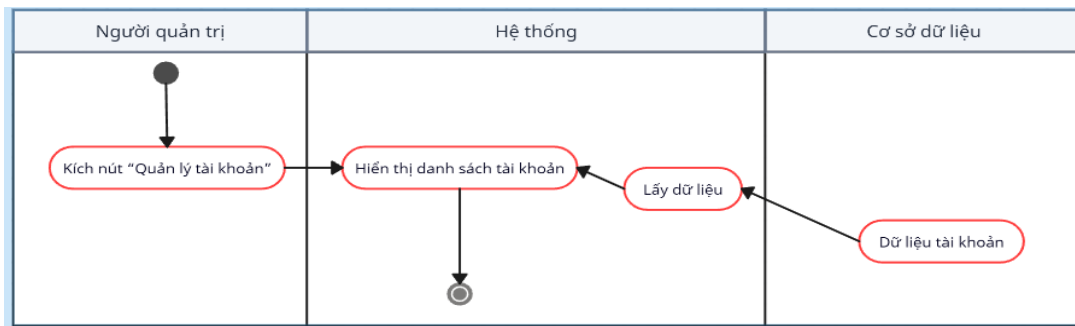 Người quản trị
Hệ thống
Cơ sở dữ liệu
Kích nút “Quản lý tài khoản”
Hiển thị danh sách tài khoản
Lấy dữ liệu
Dữ liệu tài khoản